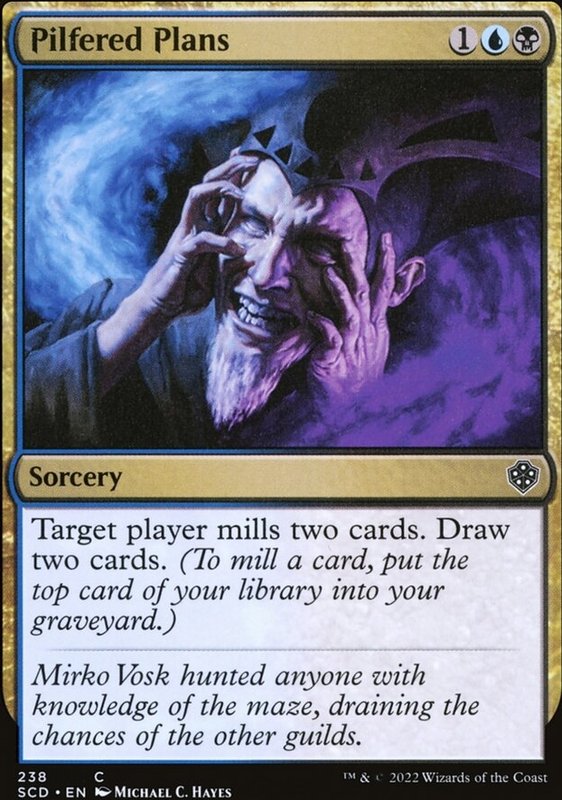 Pilfered Plans 1
Sorcery
Target player mills two cards. Draw
two cards. (To mill a card, put the
top card of your library into your
graveyard.)
Mirko Vosk hunted anyone with
knowledge of the maze, draining the
chances of the other guilds.
238 C
SCD • EN Michael C. Hayes
™ & © 2022 Wizards of the Coast